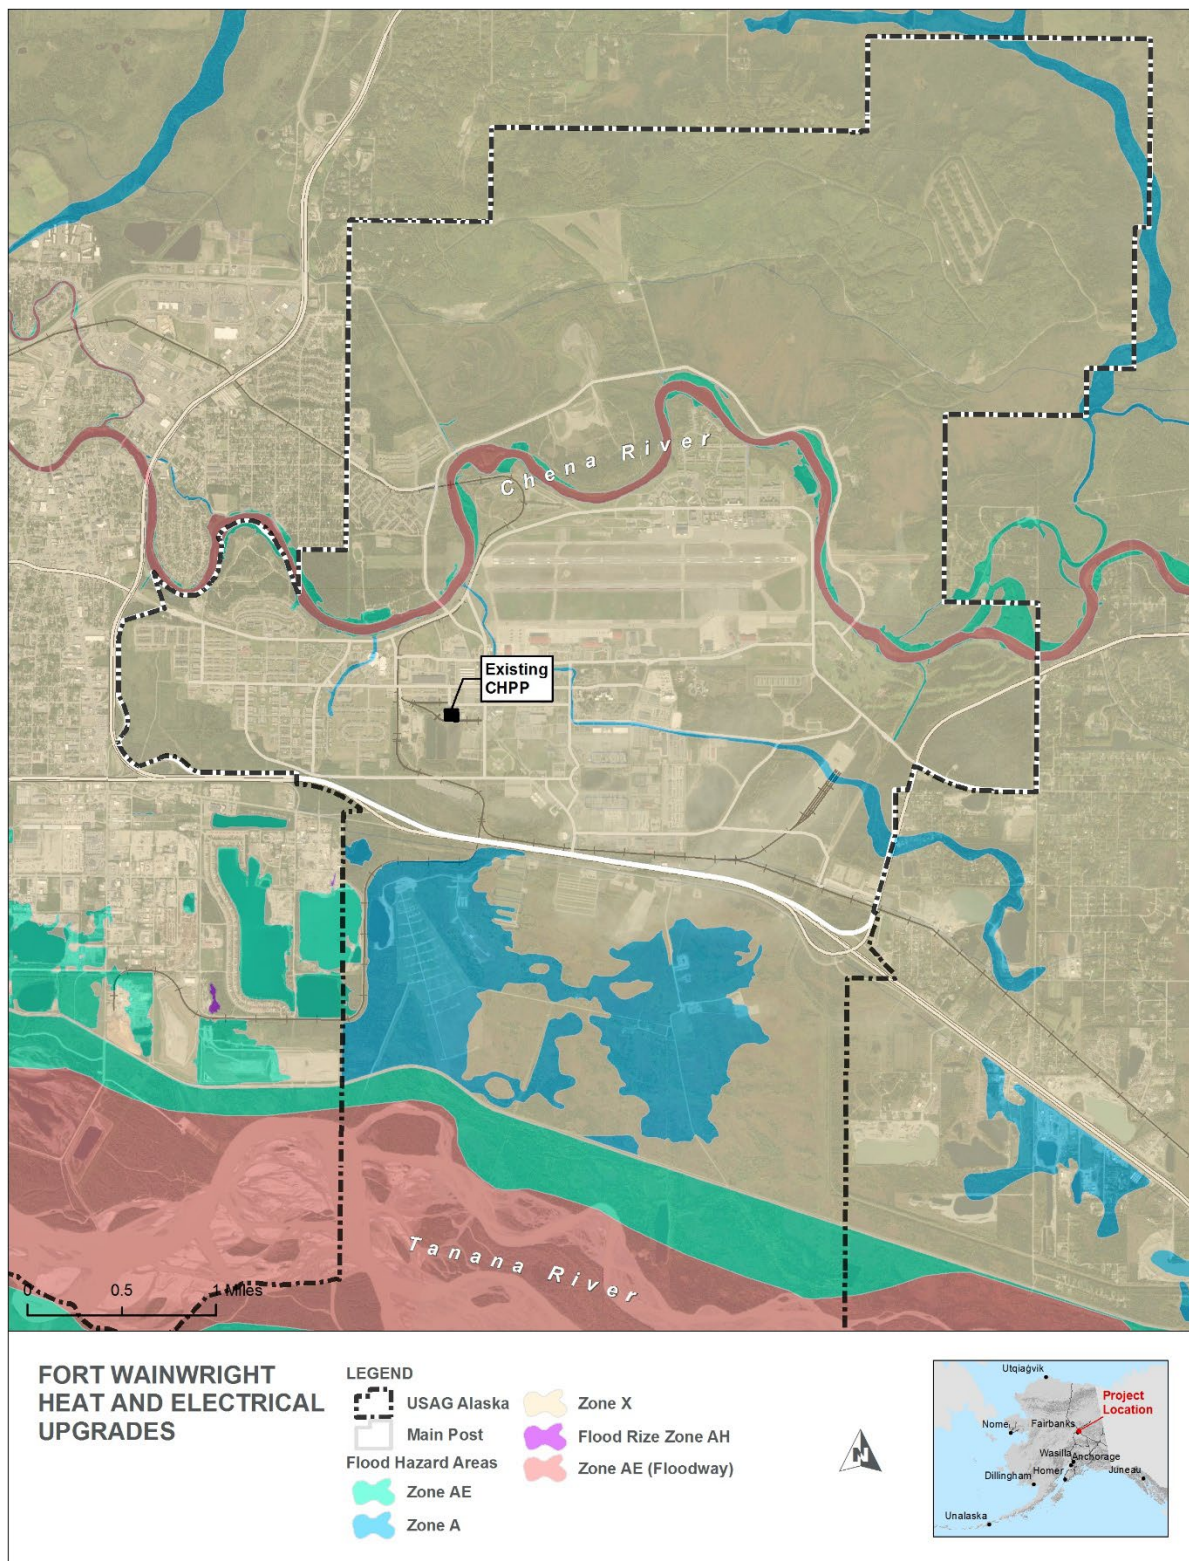 Chena River
Existing
CHPP
Tanana River
0 0.5 1 Miles
FORT WAINWRIGHT
HEAT AND ELECTRICAL
UPGRADES
LEGEND
USAG Alaska
Main Post
Flood Hazard Areas
Zone AE
Zone A
Zone X
Flood Rize Zone AH
Zone AE (Floodway)
N
Utqiaġvik
Project
Location
Nome
Fairbanks
Wasilla
Anchorage
Dillingham
Homer
Juneau
Unalaska